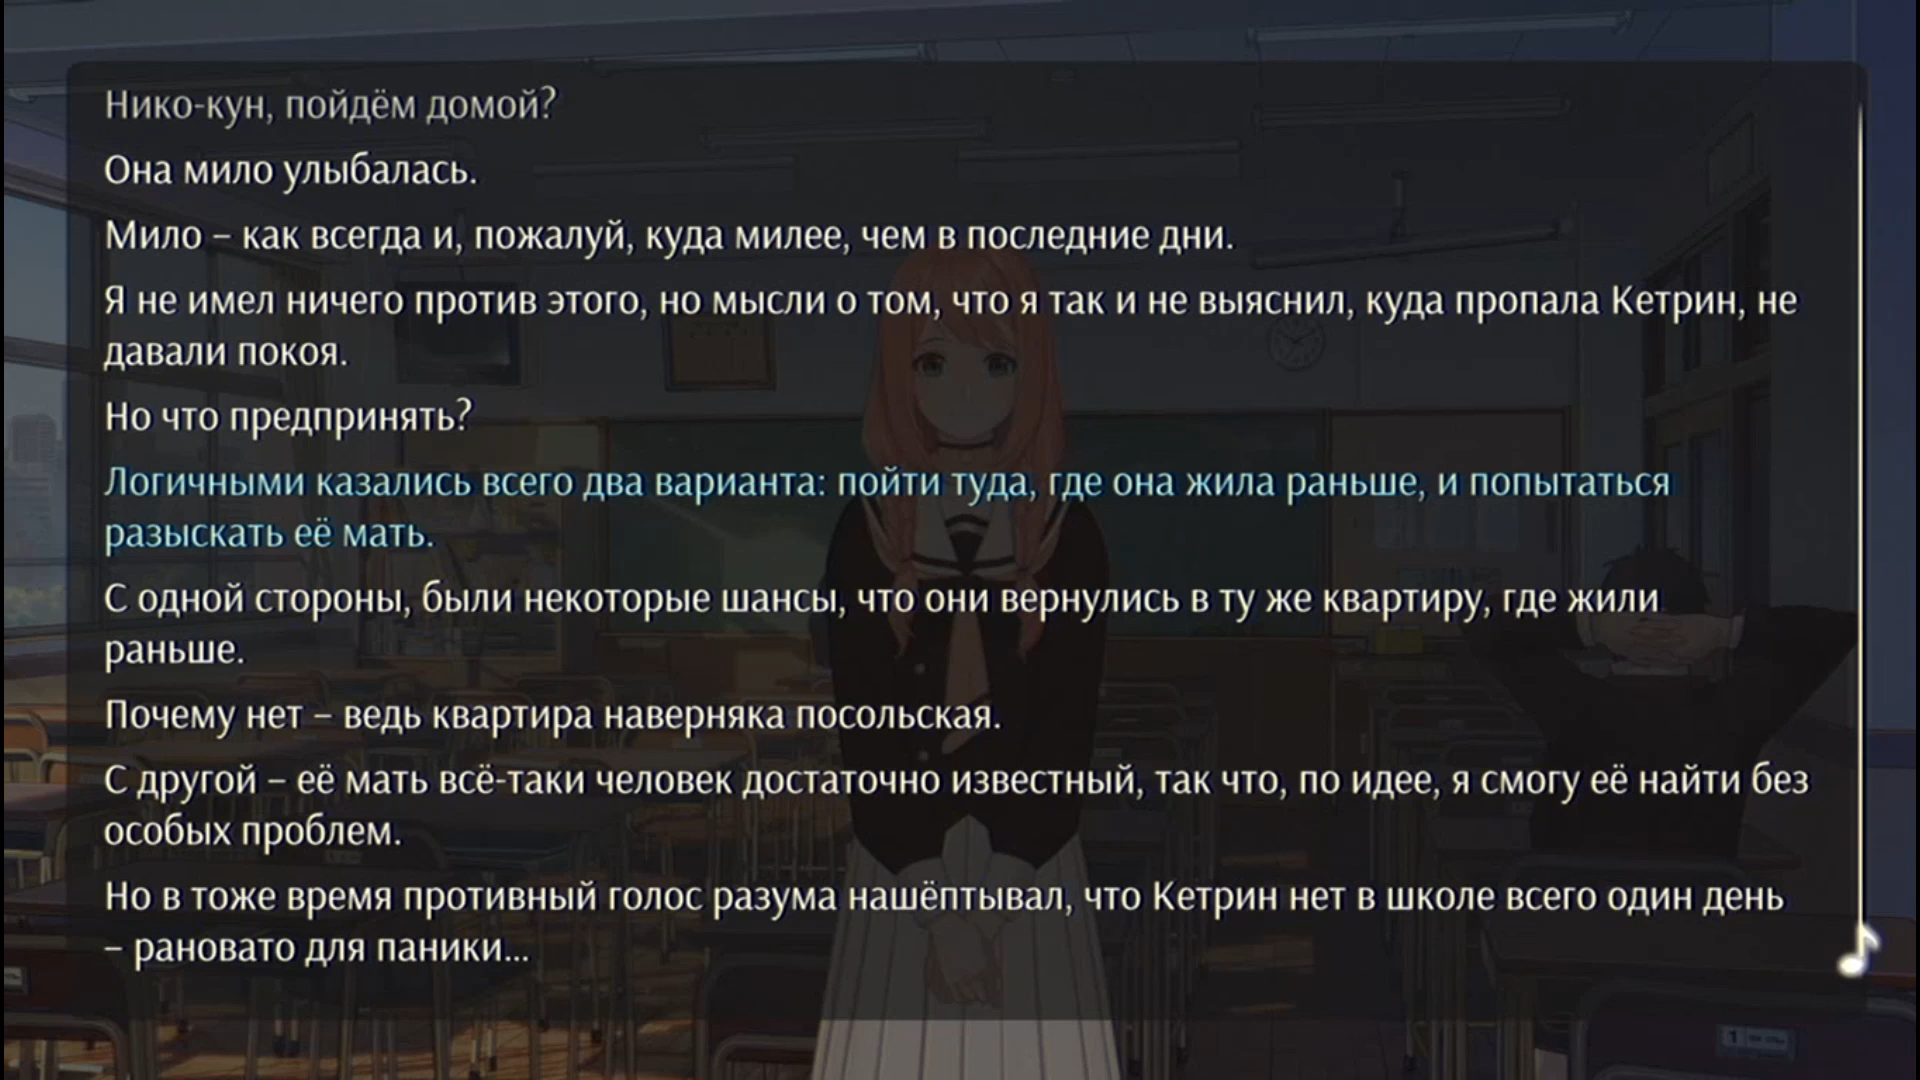 Нико-кун, пойдём домой?
Она мило улыбалась.
Мило – как всегда и, пожалуй, куда милее, чем в последние дни.
Я не имел ничего против этого, но мысли о том, что я так и не выяснил, куда пропала Кетрин, не
давали покоя.
Но что предпринять?
Логичными казались всего два варианта: пойти туда, где она жила раньше, и попытаться
разыскать её мать.
С одной стороны, были некоторые шансы, что они вернулись в ту же квартиру, где жили
раньше.
Почему нет – ведь квартира наверняка посольская.
С другой – её мать всё-таки человек достаточно известный, так что, по идее, я смогу её найти без
особых проблем.
Но в тоже время противный голос разума нашёптывал, что Кетрин нет в школе всего один день
– рановато для паники...
1